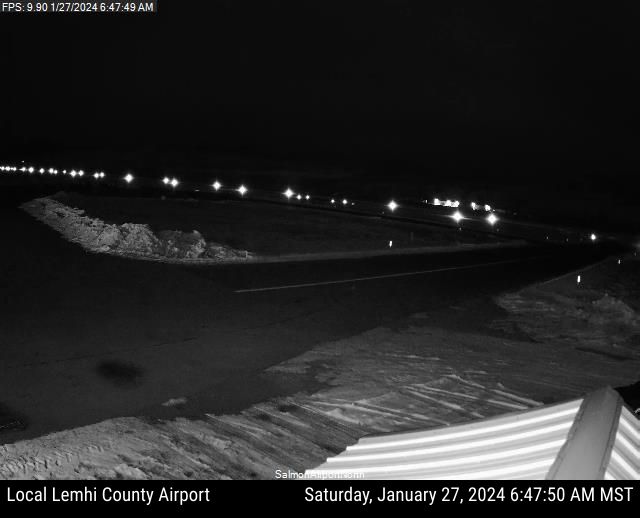 FPS: 9.90 1/27/2024 6:47:49 AM
SalmonAirport.com
Local Lemhi County Airport Saturday, January 27, 2024 6:47:50 AM MST